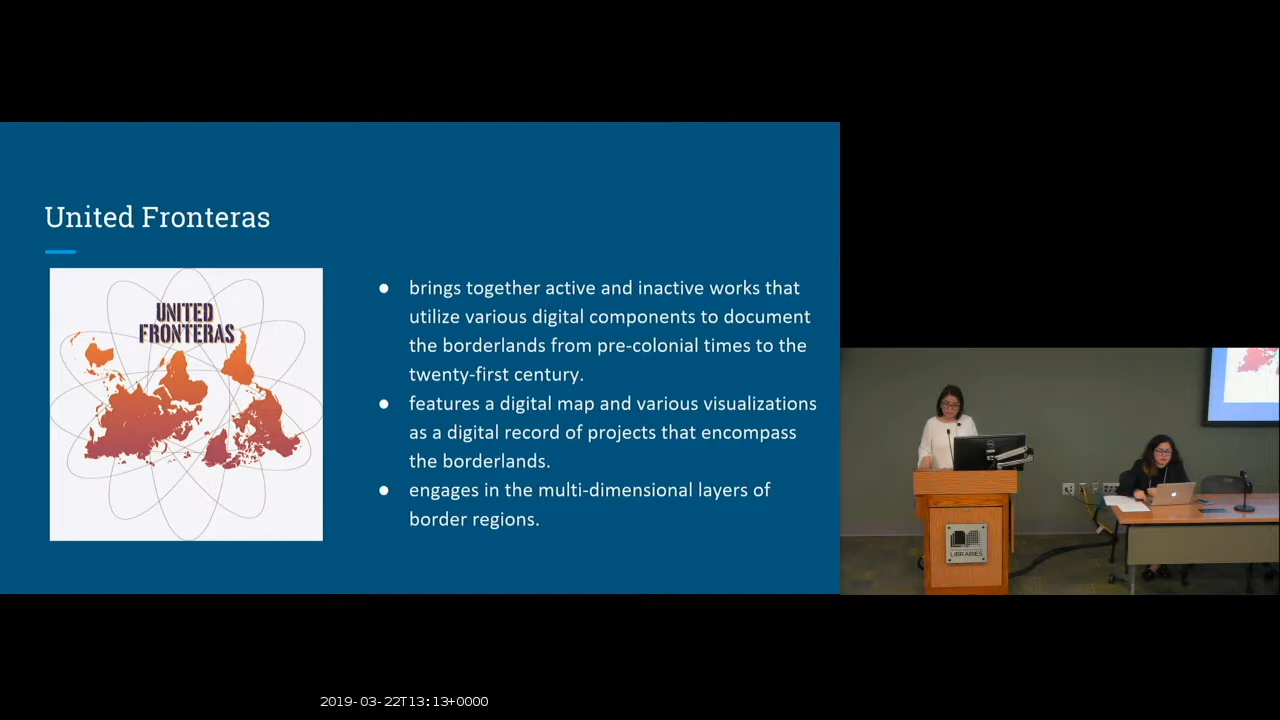 United Fronteras
UNITED
FRONTERAS
● brings together active and inactive works that
utilize various digital components to document
the borderlands from pre-colonial times to the
twenty-first century.
● features a digital map and various visualizations
as a digital record of projects that encompass
the borderlands.
● engages in the multi-dimensional layers of
border regions.
LIBRARIES
2019-03-22T13:13+0000